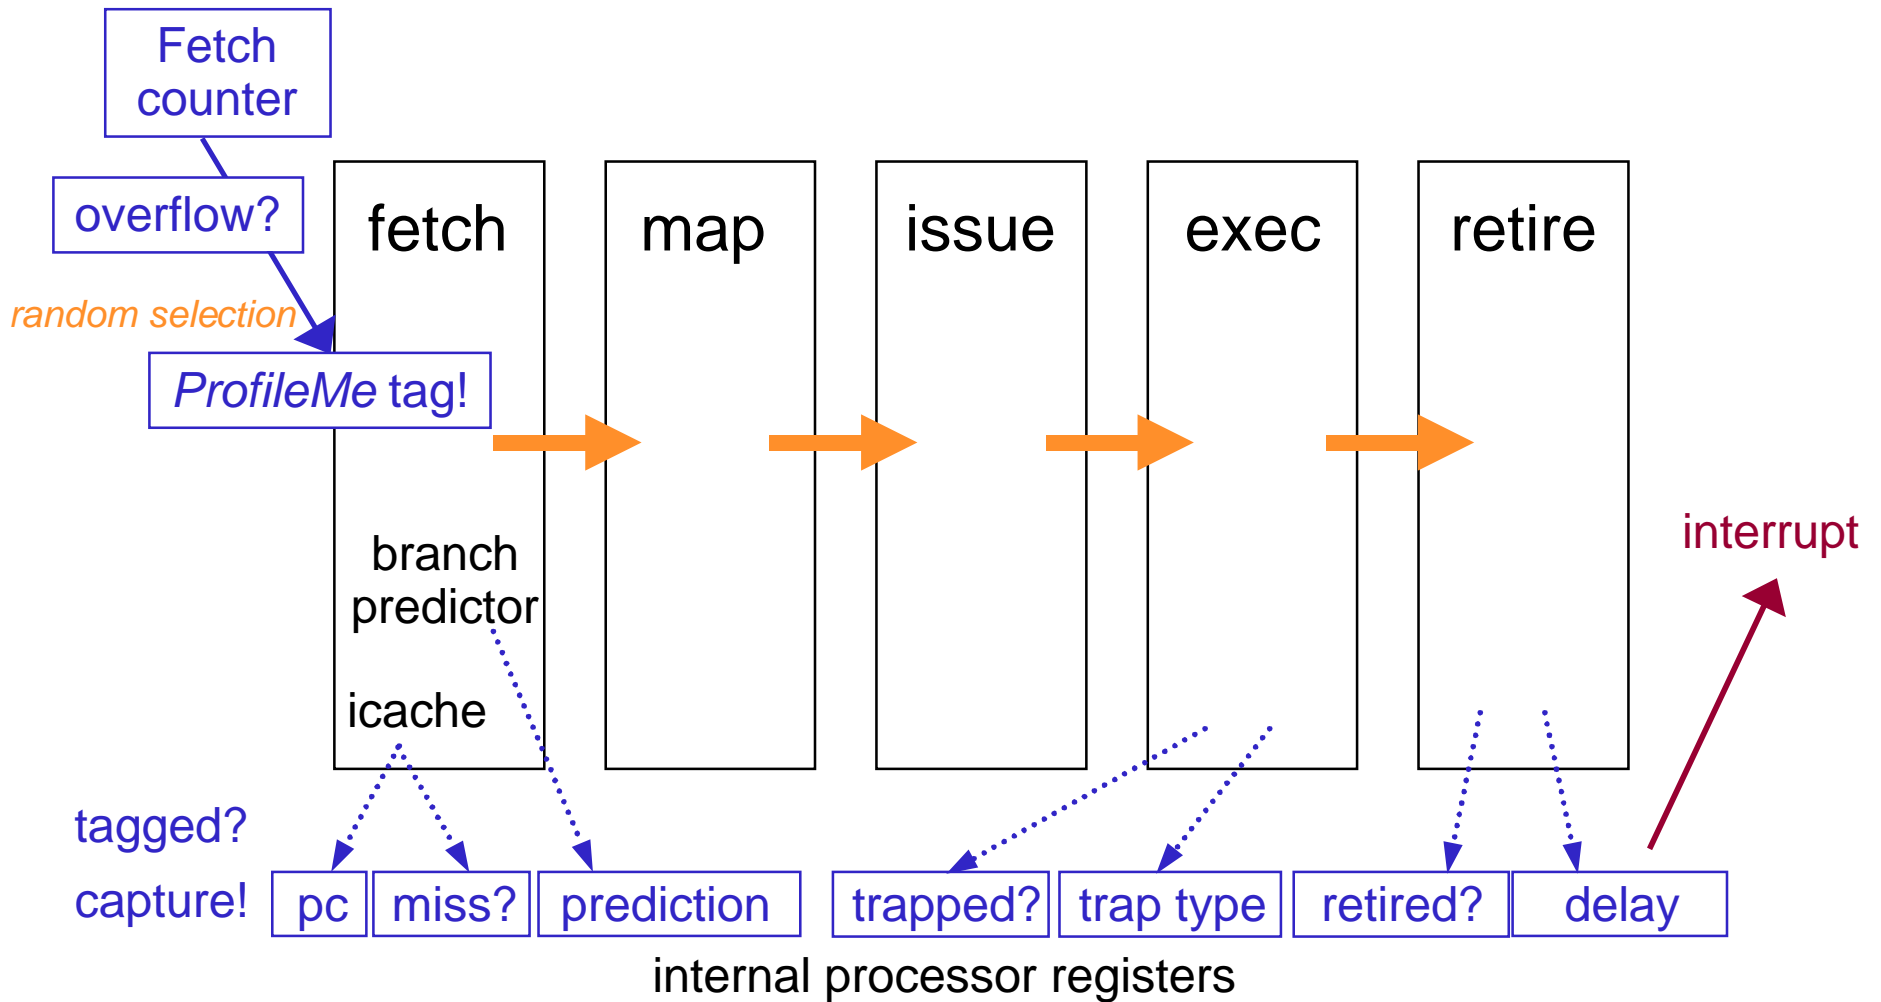 Fetch
counter
overflow?
random selection
ProfileMe tag!
fetch
map
issue
exec
retire
branch
predictor
icache
interrupt
tagged?
capture!
pc
miss?
prediction
trapped?
trap type
retired?
delay
internal processor registers